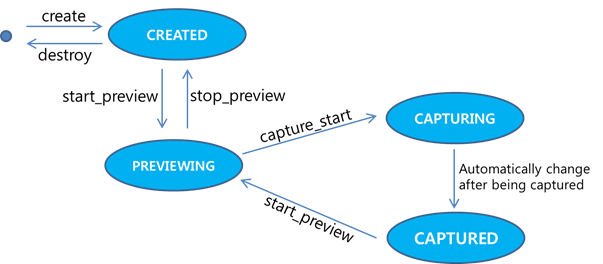 create
CREATED
destroy
start_preview
stop_preview
capture_start
CAPTURING
PREVIEWING
Automatically change
after being captured
start_preview
CAPTURED